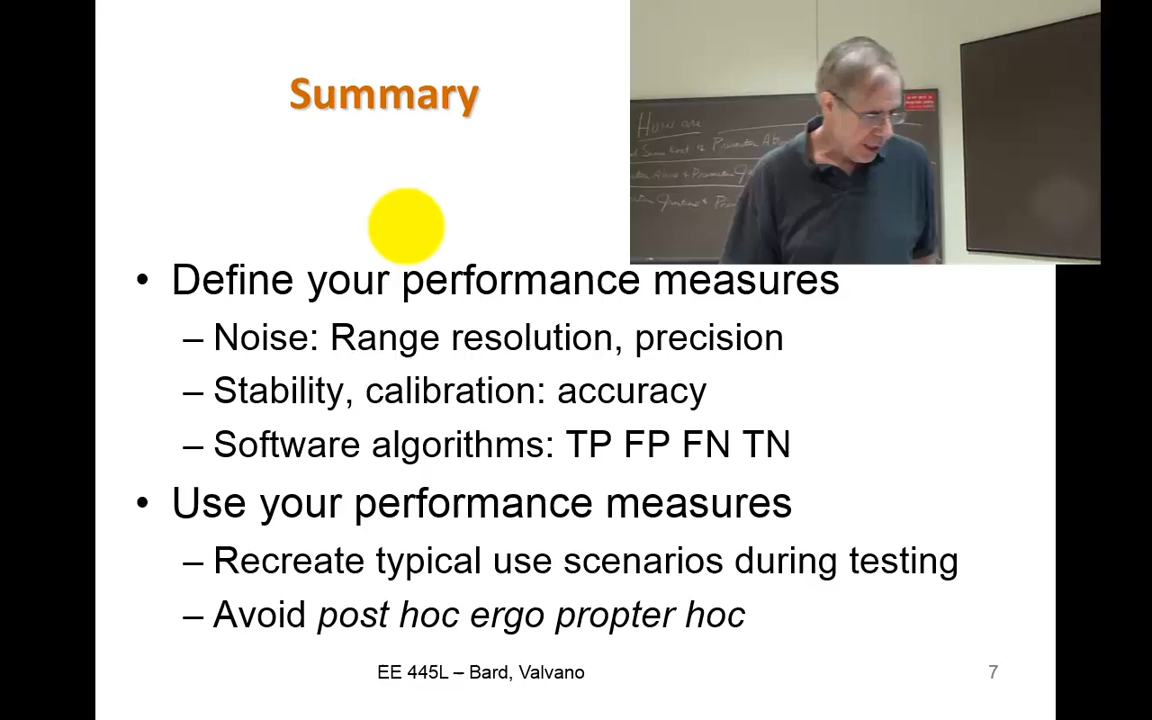 Summary
How are
• Define your performance measures
– Noise: Range resolution, precision
– Stability, calibration: accuracy
– Software algorithms: TP FP FN TN
• Use your performance measures
– Recreate typical use scenarios during testing
– Avoid post hoc ergo propter hoc
EE 445L – Bard, Valvano
7